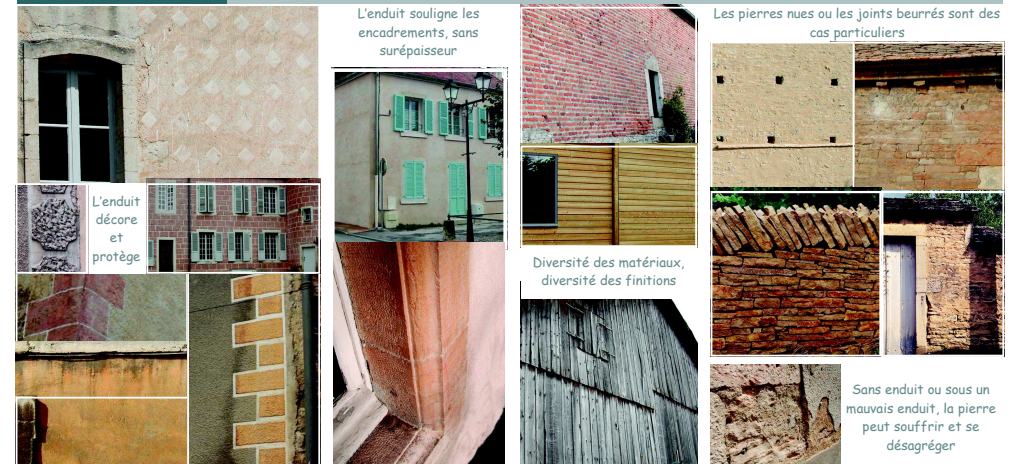 L'enduit souligne les
encadrements, sans
surépaisseur
Les pierres nues ou les joints beurrés sont des
cas particuliers
L'enduit
décore
et
protège
Diversité des matériaux,
diversité des finitions
Sans enduit ou sous un
mauvais enduit, la pierre
peut souffrir et se
désagréger